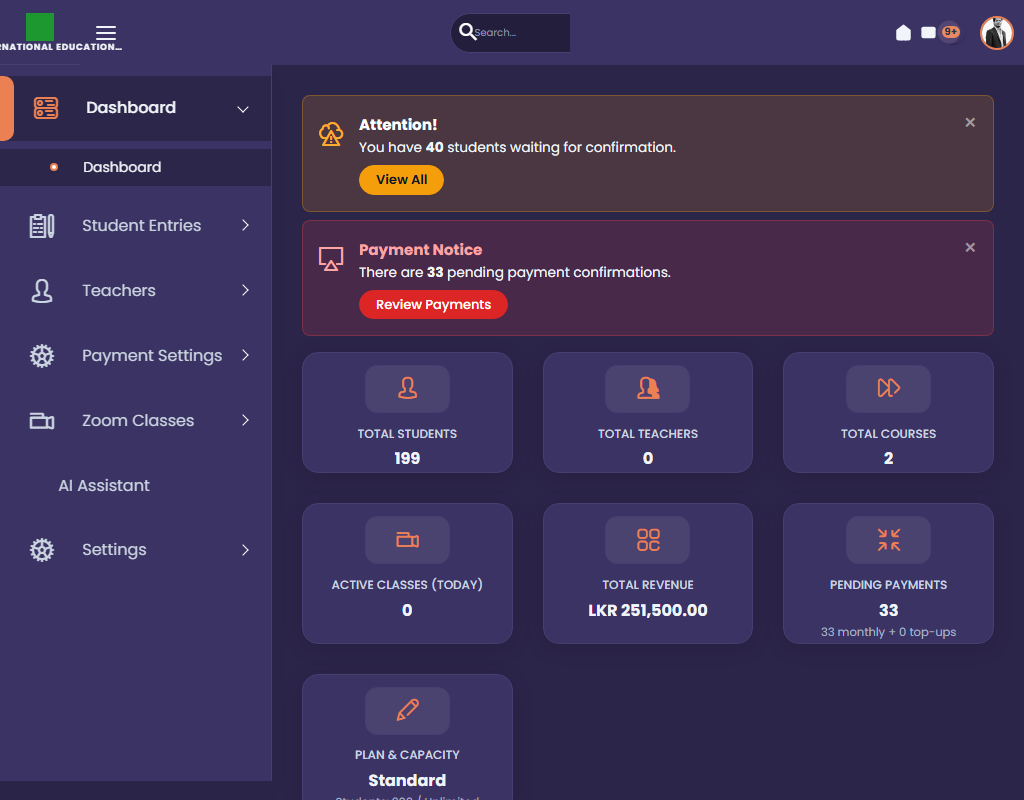 RNATIONAL EDUCATION...
Search...
9+
Dashboard
Dashboard
Student Entries
Teachers
Payment Settings
Zoom Classes
AI Assistant
Settings
Attention!
You have 40 students waiting for confirmation.
View All
Payment Notice
There are 33 pending payment confirmations.
Review Payments
TOTAL STUDENTS
199
TOTAL TEACHERS
0
TOTAL COURSES
2
ACTIVE CLASSES (TODAY)
0
TOTAL REVENUE
LKR 251,500.00
PENDING PAYMENTS
33
33 monthly + 0 top-ups
PLAN & CAPACITY
Standard